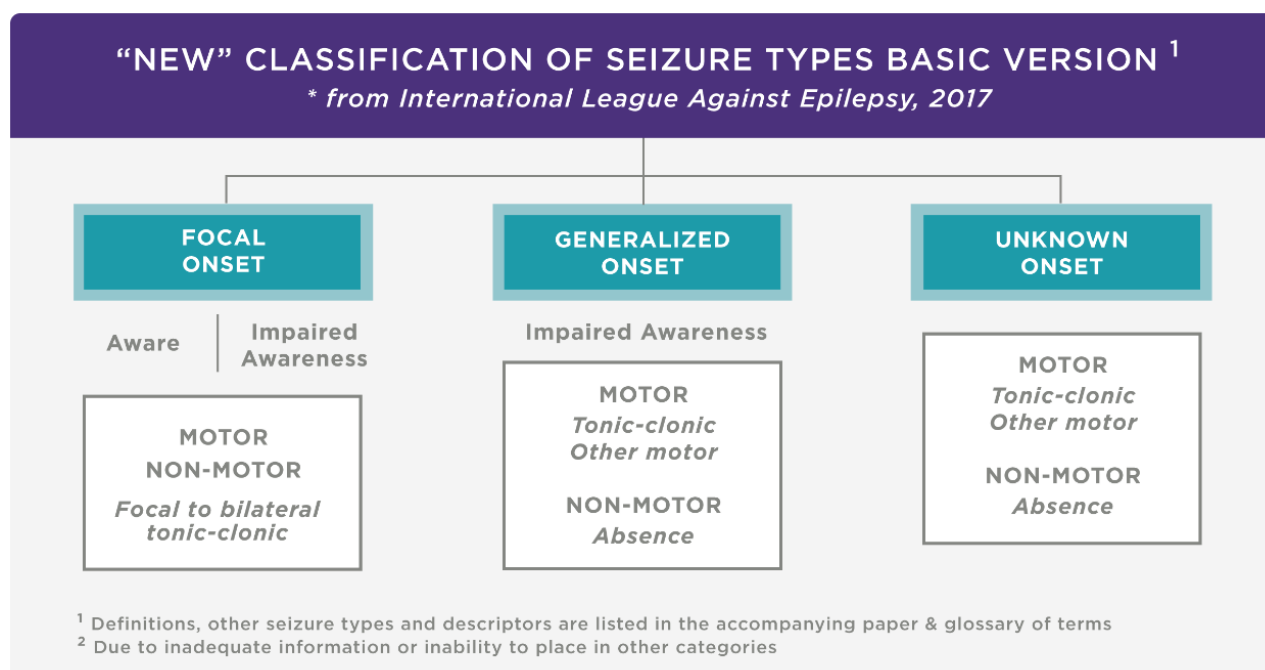 “NEW” CLASSIFICATION OF SEIZURE TYPES BASIC VERSION ¹
* from International League Against Epilepsy, 2017
FOCAL
ONSET
Aware
Impaired
Awareness
MOTOR
NON-MOTOR
Focal to bilateral
tonic-clonic
GENERALIZED
ONSET
Impaired Awareness
MOTOR
Tonic-clonic
Other motor
NON-MOTOR
Absence
UNKNOWN
ONSET
MOTOR
Tonic-clonic
Other motor
NON-MOTOR
Absence
¹ Definitions, other seizure types and descriptors are listed in the accompanying paper & glossary of terms
² Due to inadequate information or inability to place in other categories